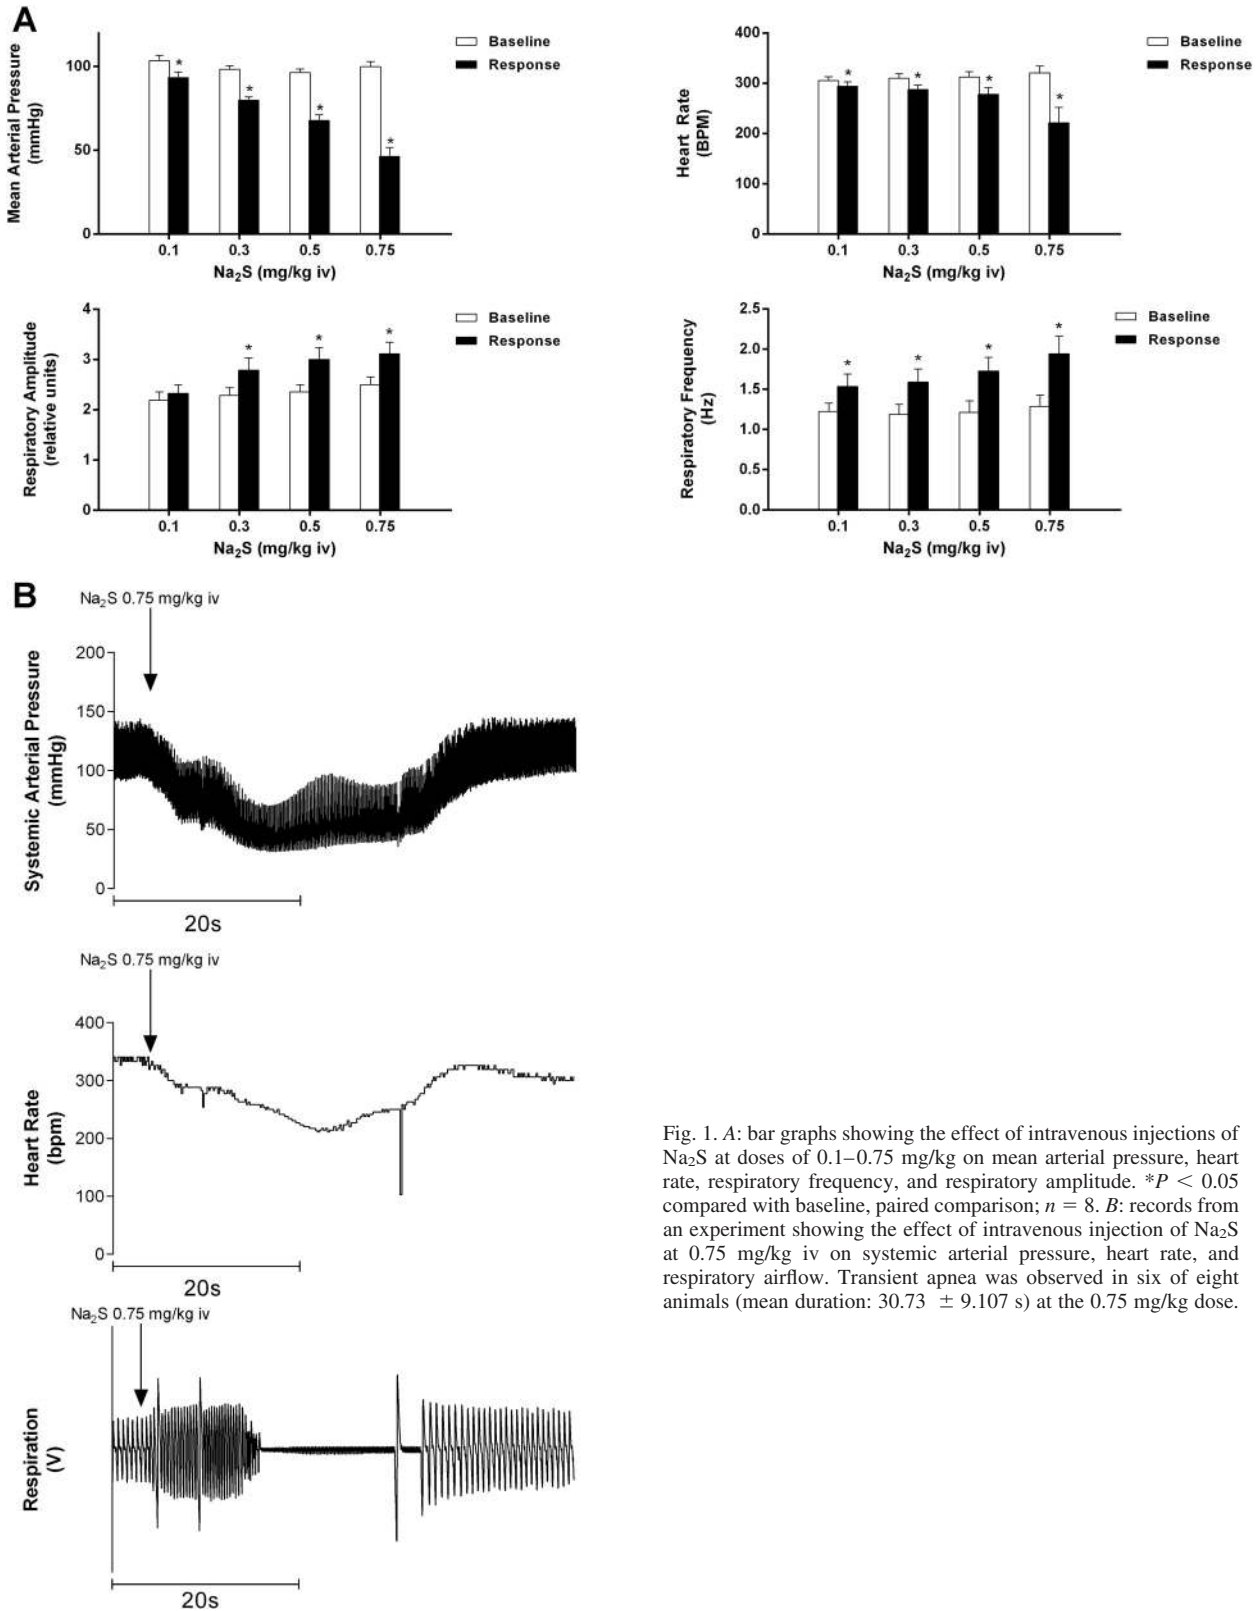 A
Mean Arterial Pressure
(mmHg)
100
50
0
0.1 0.3 0.5 0.75
Na₂S (mg/kg iv)
Baseline
Response
* * * *
Heart Rate
(BPM)
400
300
200
100
0
0.1 0.3 0.5 0.75
Na₂S (mg/kg iv)
Baseline
Response
* * * *
Respiratory Amplitude
(relative units)
4
3
2
1
0
0.1 0.3 0.5 0.75
Na₂S (mg/kg iv)
Baseline
Response
* * *
Respiratory Frequency
(Hz)
2.5
2.0
1.5
1.0
0.5
0.0
0.1 0.3 0.5 0.75
Na₂S (mg/kg iv)
Baseline
Response
* * * *
B
Na₂S 0.75 mg/kg iv
Systemic Arterial Pressure
(mmHg)
200
150
100
50
0
20s
Na₂S 0.75 mg/kg iv
Heart Rate
(bpm)
400
300
200
100
0
20s
Na₂S 0.75 mg/kg iv
Respiration
(V)
20s
Fig. 1. A: bar graphs showing the effect of intravenous injections of
Na₂S at doses of 0.1–0.75 mg/kg on mean arterial pressure, heart
rate, respiratory frequency, and respiratory amplitude. *P < 0.05
compared with baseline, paired comparison; n = 8. B: records from
an experiment showing the effect of intravenous injection of Na₂S
at 0.75 mg/kg iv on systemic arterial pressure, heart rate, and
respiratory airflow. Transient apnea was observed in six of eight
animals (mean duration: 30.73 ± 9.107 s) at the 0.75 mg/kg dose.